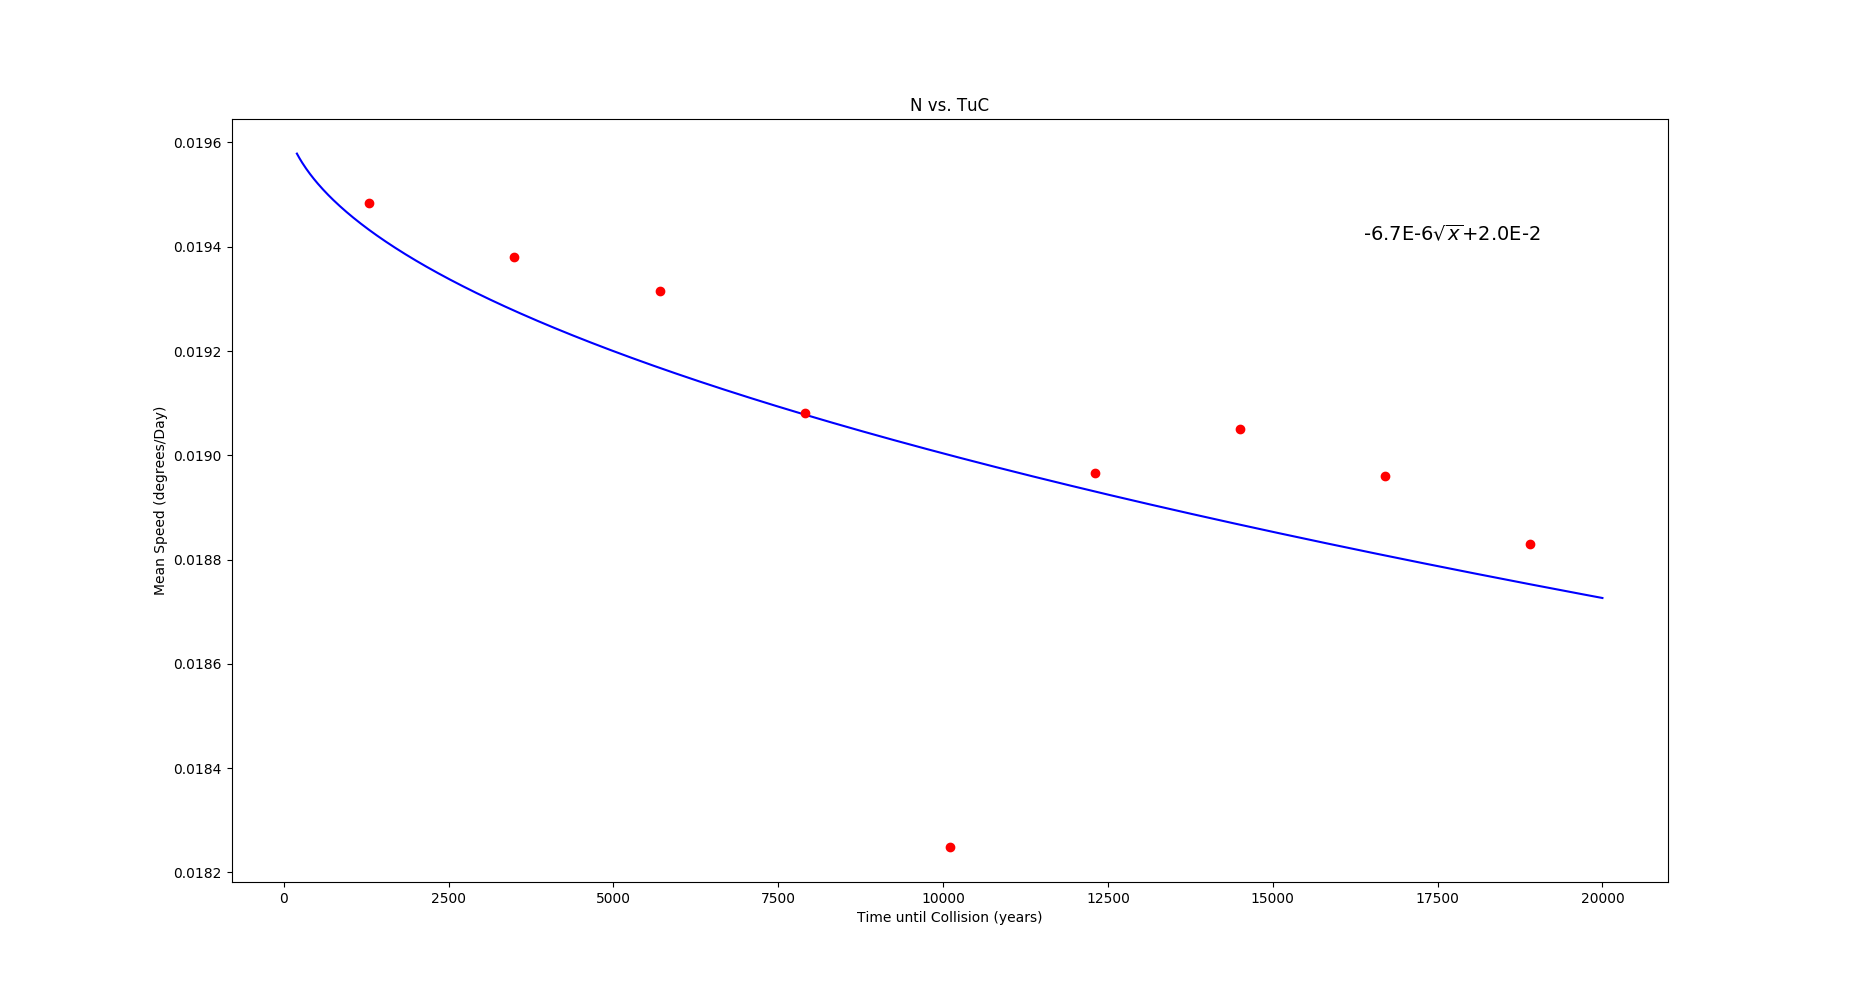 N vs. TuC
0.0196
0.0194
0.0192
0.0190
0.0188
0.0186
0.0184
0.0182
Mean Speed (degrees/Day)
-6.7E-6√x+2.0E-2
0 2500 5000 7500 10000 12500 15000 17500 20000
Time until Collision (years)